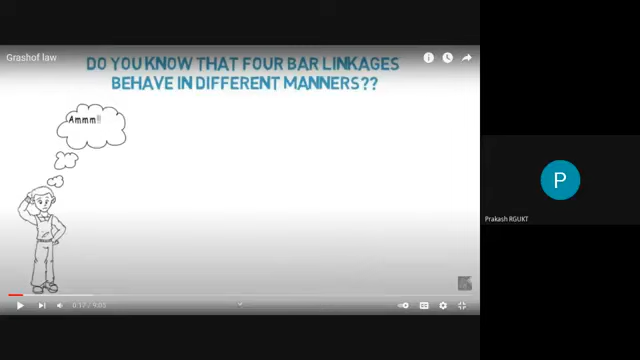 Grashof law
DO YOU KNOW THAT FOUR BAR LINKAGES
BEHAVE IN DIFFERENT MANNERS??
Ammm!!
P
Prakash RGUKT
0:17 / 9:03